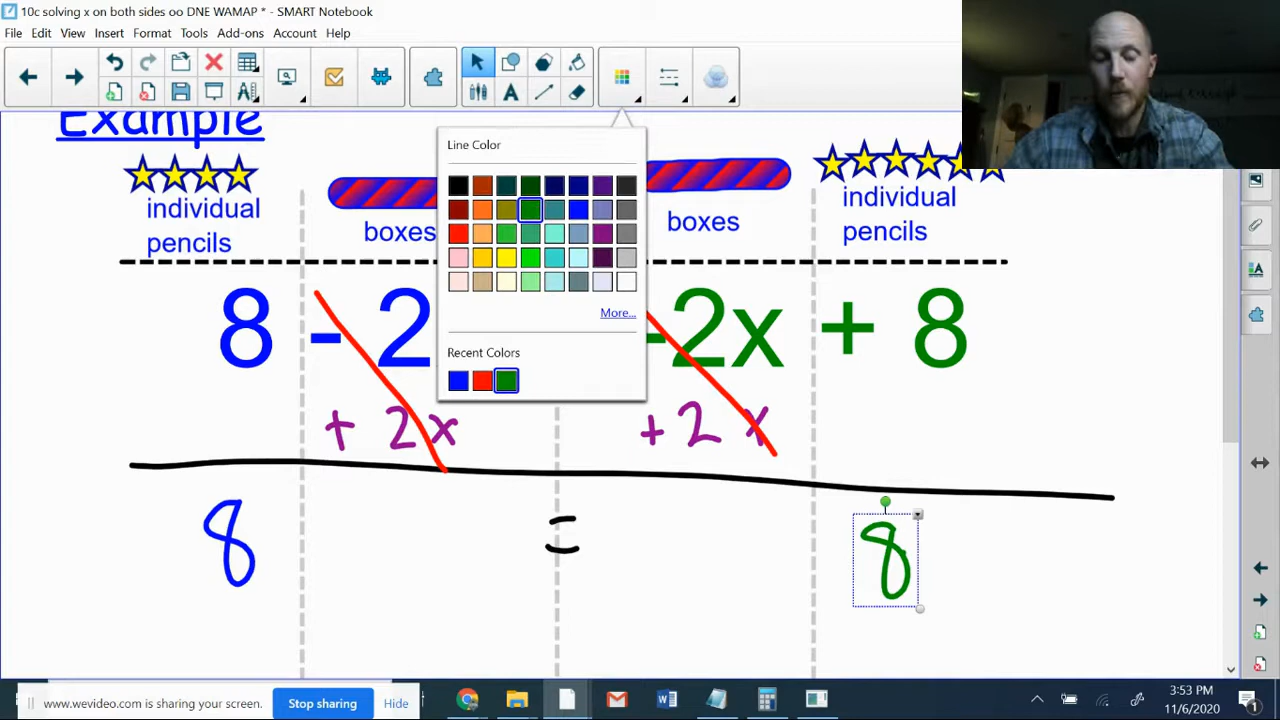 10c solving x on both sides oo DNE WAMAP * - SMART Notebook
File Edit View Insert Format Tools Add-ons Account Help
Example
Line Color
individual
pencils
boxes
boxes
individual
pencils
More...
8 - 2 -2x + 8
Recent Colors
+ 2x + 2x
8 = 8
www.wevideo.com is sharing your screen. Stop sharing Hide
3:53 PM
11/6/2020
1